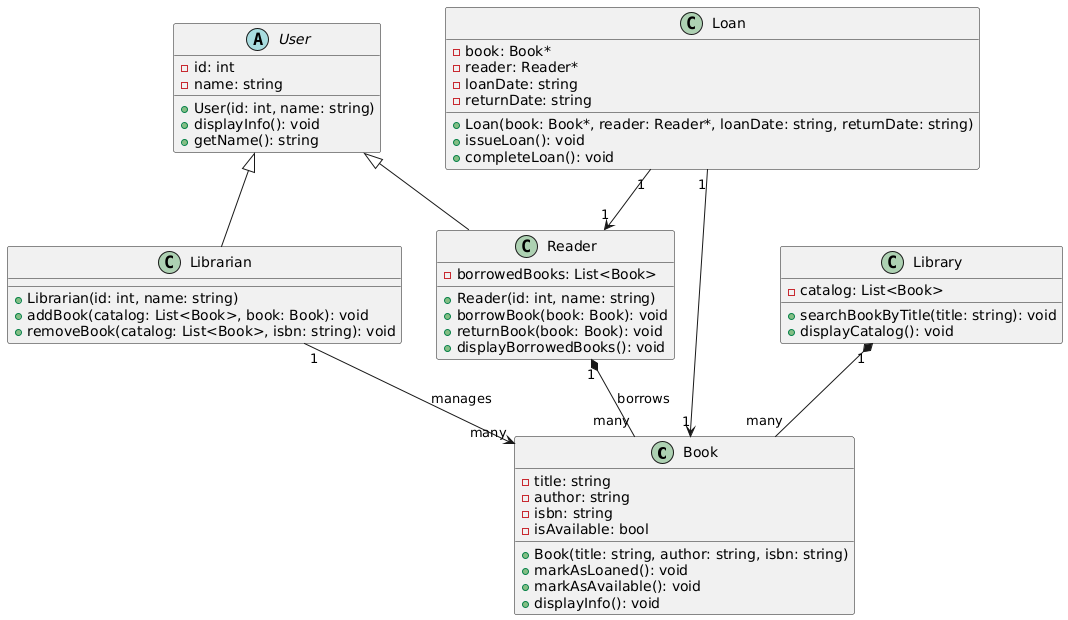 User
id: int
name: string
User(id: int, name: string)
displayInfo(): void
getName(): string
Loan
book: Book*
reader: Reader*
loanDate: string
returnDate: string
Loan(book: Book*, reader: Reader*, loanDate: string, returnDate: string)
issueLoan(): void
completeLoan(): void
1
1
1
Librarian
Librarian(id: int, name: string)
addBook(catalog: List<Book>, book: Book): void
removeBook(catalog: List<Book>, isbn: string): void
Reader
borrowedBooks: List<Book>
Reader(id: int, name: string)
borrowBook(book: Book): void
returnBook(book: Book): void
displayBorrowedBooks(): void
Library
catalog: List<Book>
searchBookByTitle(title: string): void
displayCatalog(): void
1
1
1
manages
borrows
many
many
1
many
Book
title: string
author: string
isbn: string
isAvailable: bool
Book(title: string, author: string, isbn: string)
markAsLoaned(): void
markAsAvailable(): void
displayInfo(): void